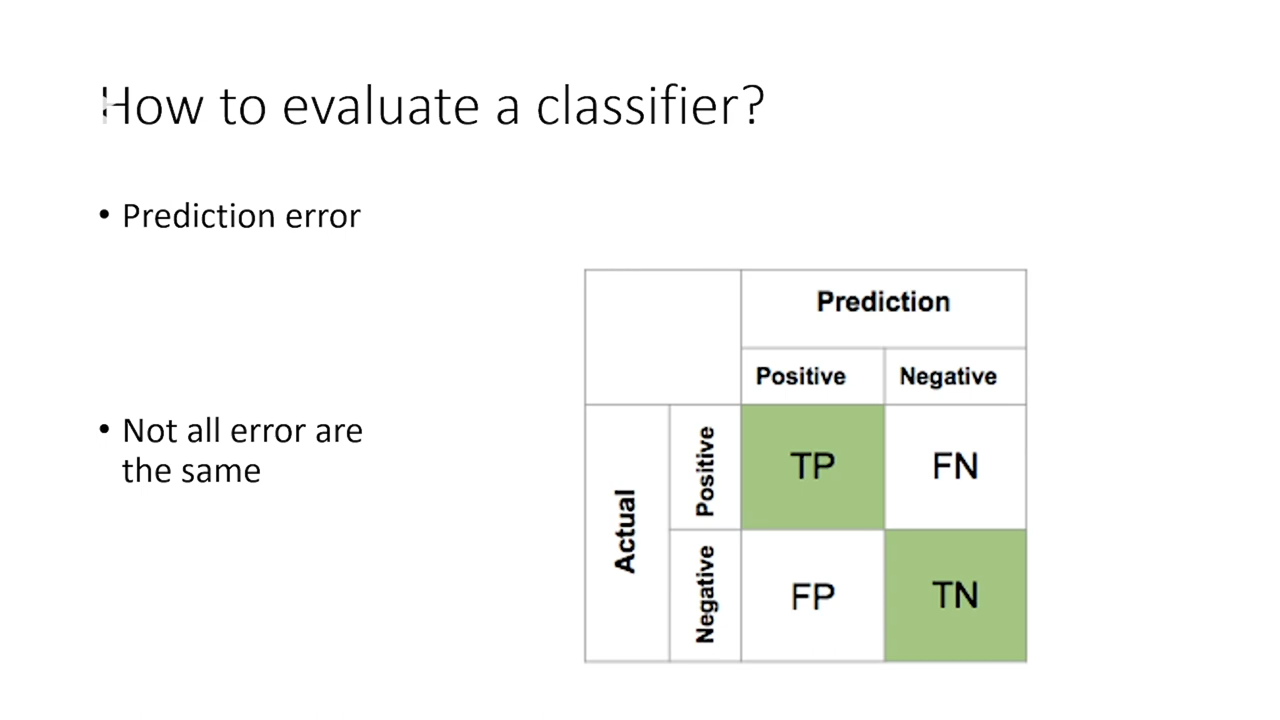 How to evaluate a classifier?
• Prediction error
• Not all error are
the same
Prediction
Positive Negative
Actual
Positive
TP FN
Negative
FP TN